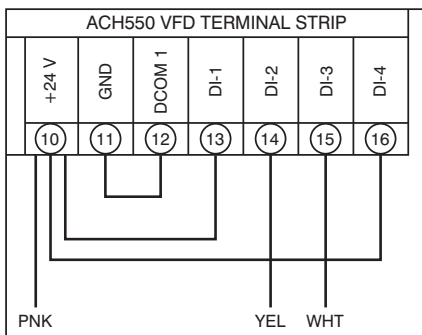 ACH550 VFD TERMINAL STRIP
+24 V GND DCOM 1 DI-1 DI-2 DI-3 DI-4
10 11 12 13 14 15 16
PNK YEL WHT